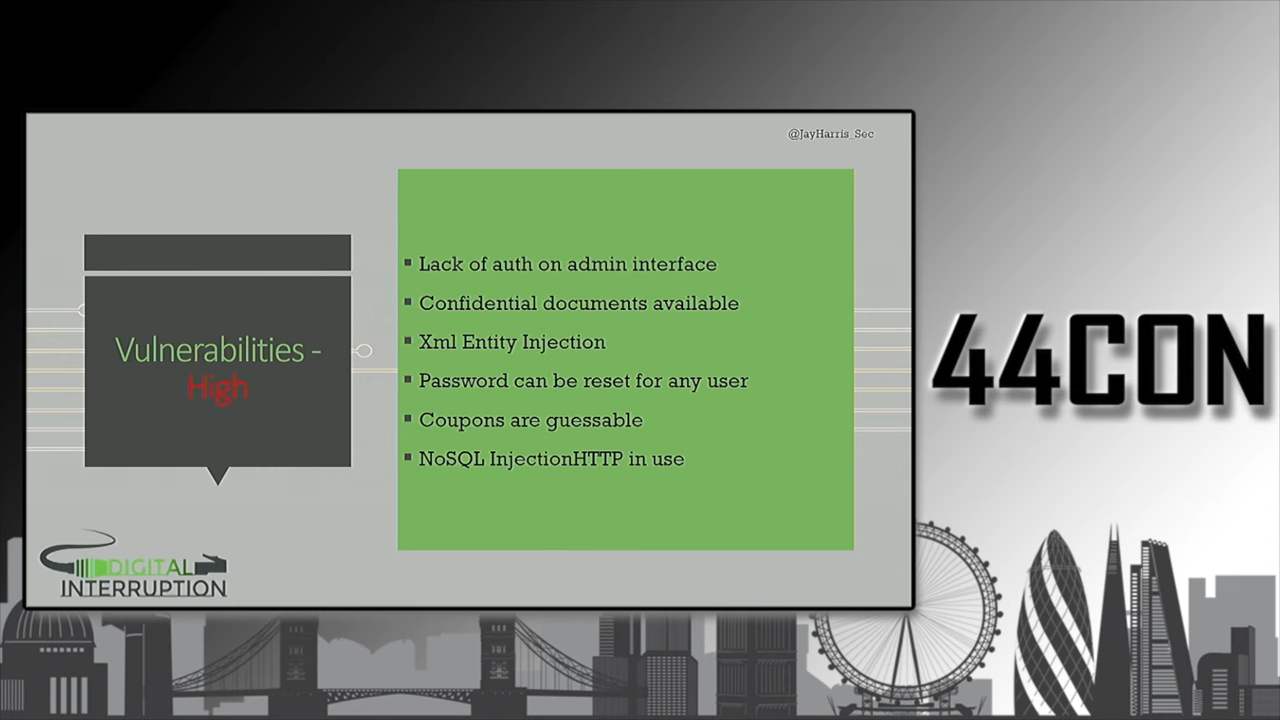 @JayHarris_Sec
Vulnerabilities -
High
Lack of auth on admin interface
Confidential documents available
Xml Entity Injection
Password can be reset for any user
Coupons are guessable
NoSQL InjectionHTTP in use
DIGITAL
INTERRUPTION
44CON